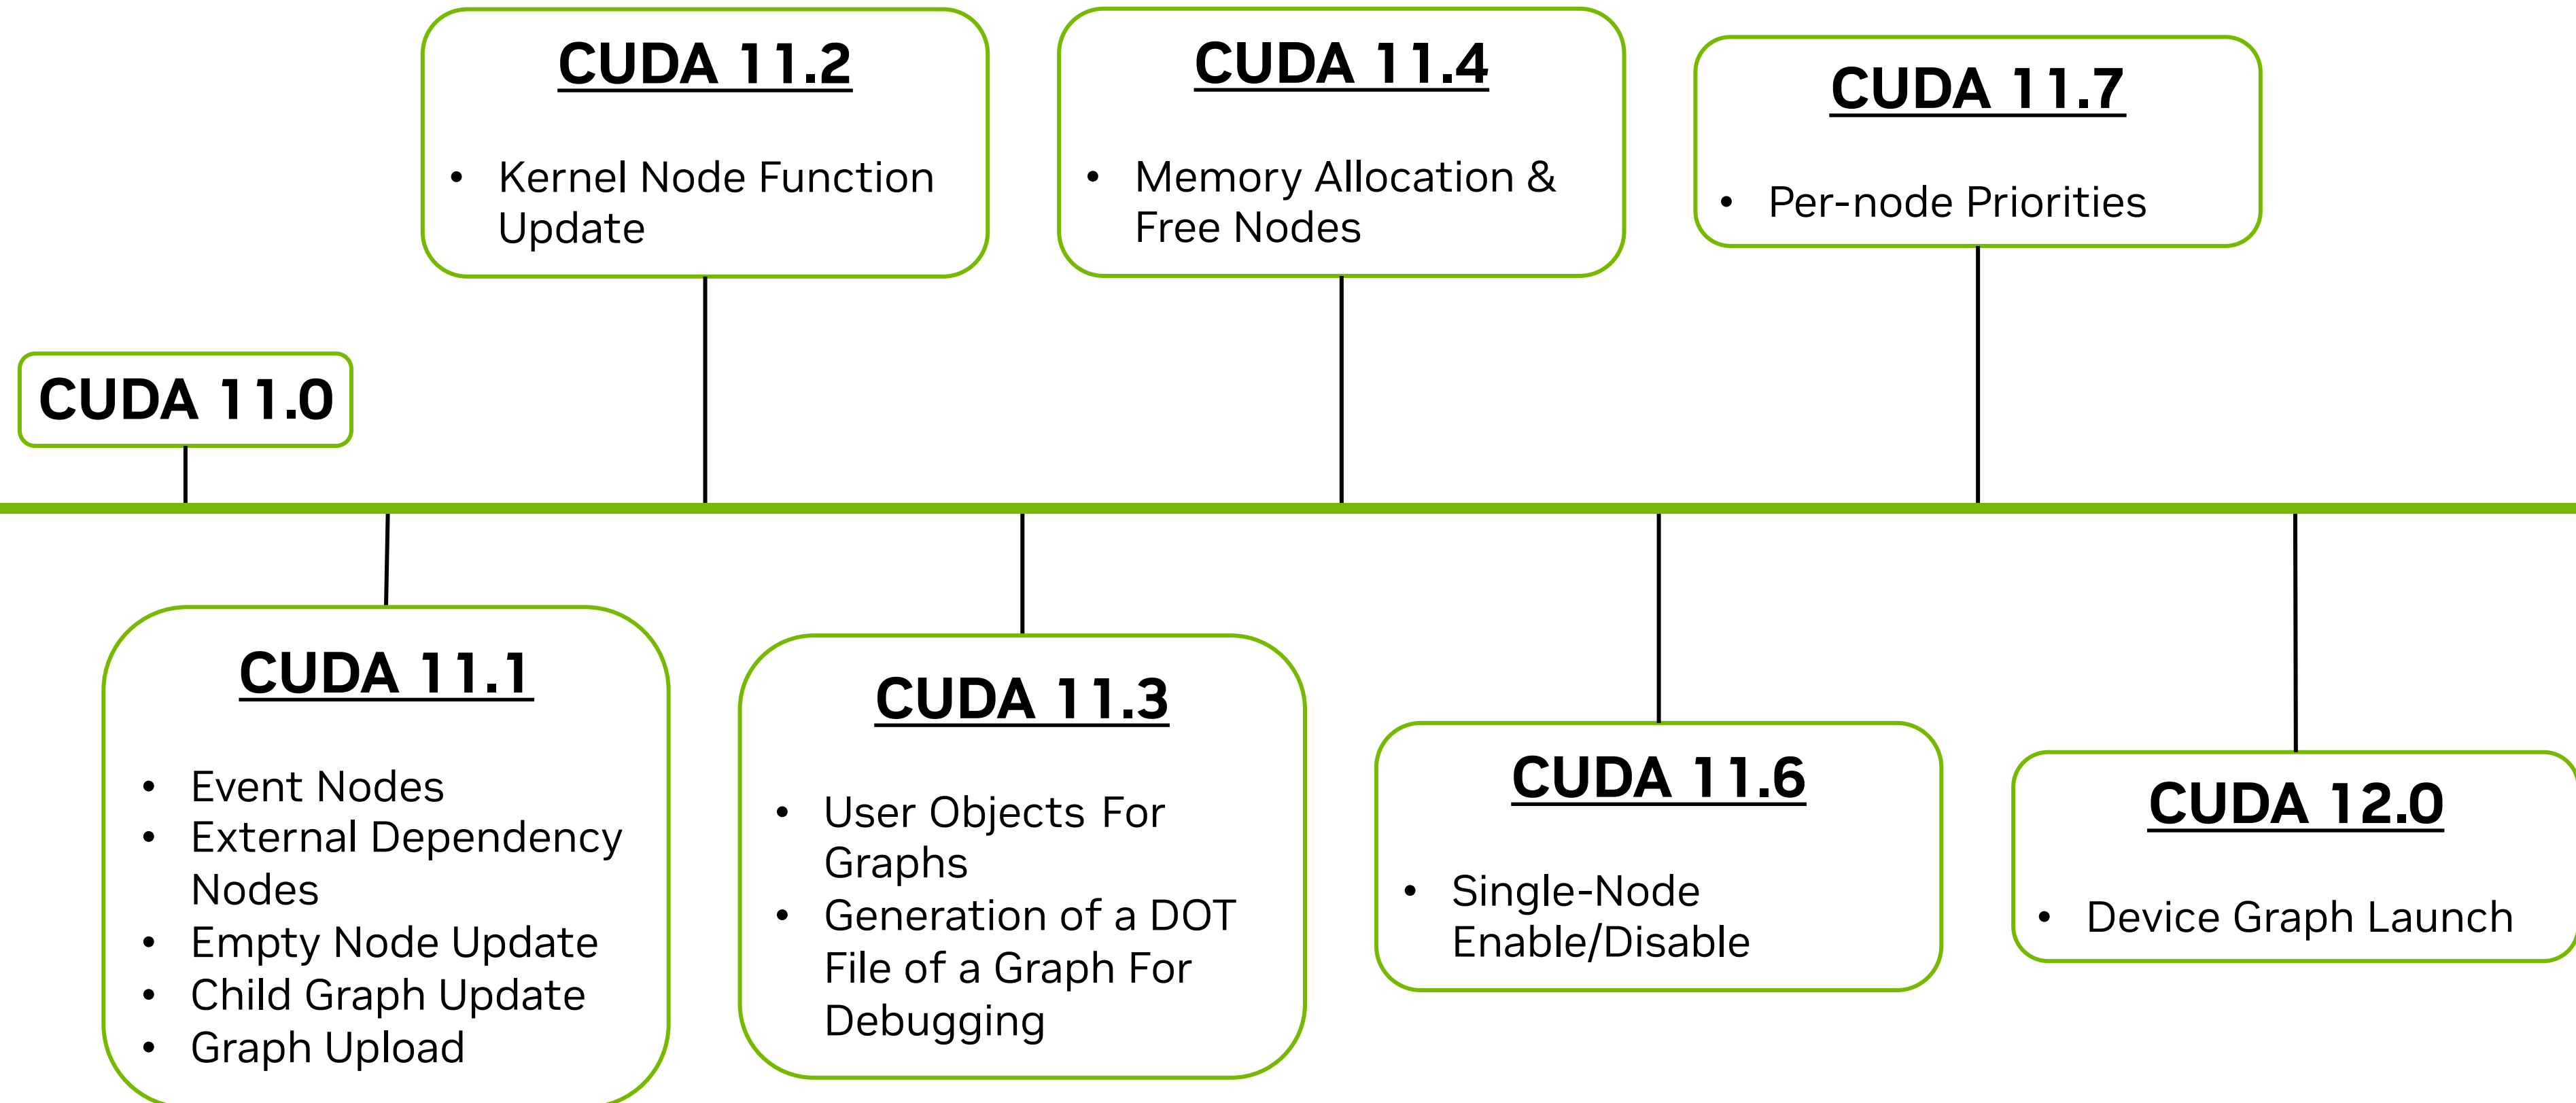 CUDA 11.0
CUDA 11.1
• Event Nodes
• External Dependency
Nodes
• Empty Node Update
• Child Graph Update
• Graph Upload
CUDA 11.2
• Kernel Node Function
Update
CUDA 11.3
• User Objects For
Graphs
• Generation of a DOT
File of a Graph For
Debugging
CUDA 11.4
• Memory Allocation &
Free Nodes
CUDA 11.6
• Single-Node
Enable/Disable
CUDA 11.7
• Per-node Priorities
CUDA 12.0
• Device Graph Launch